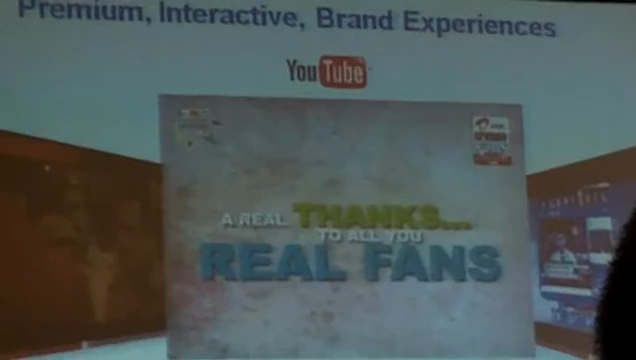 Premium, Interactive, Brand Experiences
YouTube
A REAL THANKS...
TO ALL YOU
REAL FANS